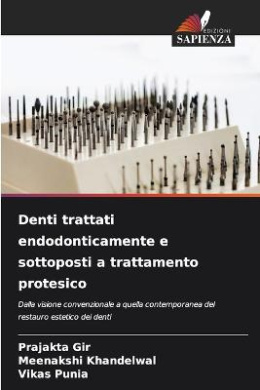 EDIZIONI
SAPIENZA
Denti trattati
endodonticamente e
sottoposti a trattamento
protesico
Dalla visione convenzionale a quella contemporanea del
restauro estetico dei denti
Prajakta Gir
Meenakshi Khandelwal
Vikas Punia